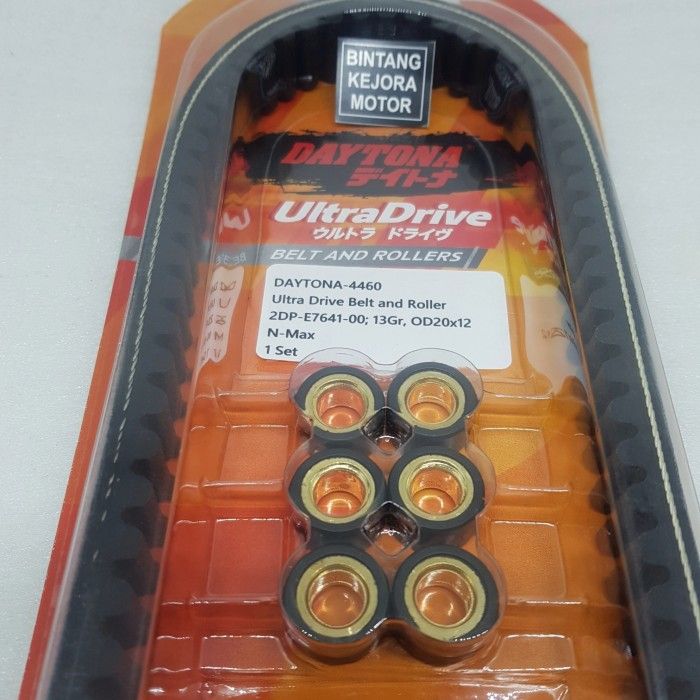 BINTANG
KEJORA
MOTOR
DAYTONA
デイトナ
UltraDrive
ウルトラ ドライヴ
BELT AND ROLLERS
DAYTONA-4460
Ultra Drive Belt and Roller
2DP-E7641-00; 13Gr, OD20x12
N-Max
1 Set